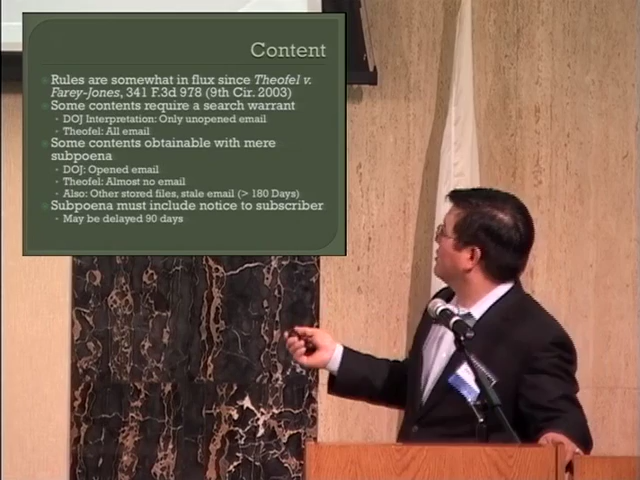 Content
Rules are somewhat in flux since Theofel v.
Farey-Jones, 341 F.3d 978 (9th Cir. 2003)
Some contents require a search warrant
DOJ Interpretation: Only unopened email
Theofel: All email
Some contents obtainable with mere
subpoena
DOJ: Opened email
Theofel: Almost no email
Also: Other stored files, stale email (> 180 Days)
Subpoena must include notice to subscriber
May be delayed 90 days